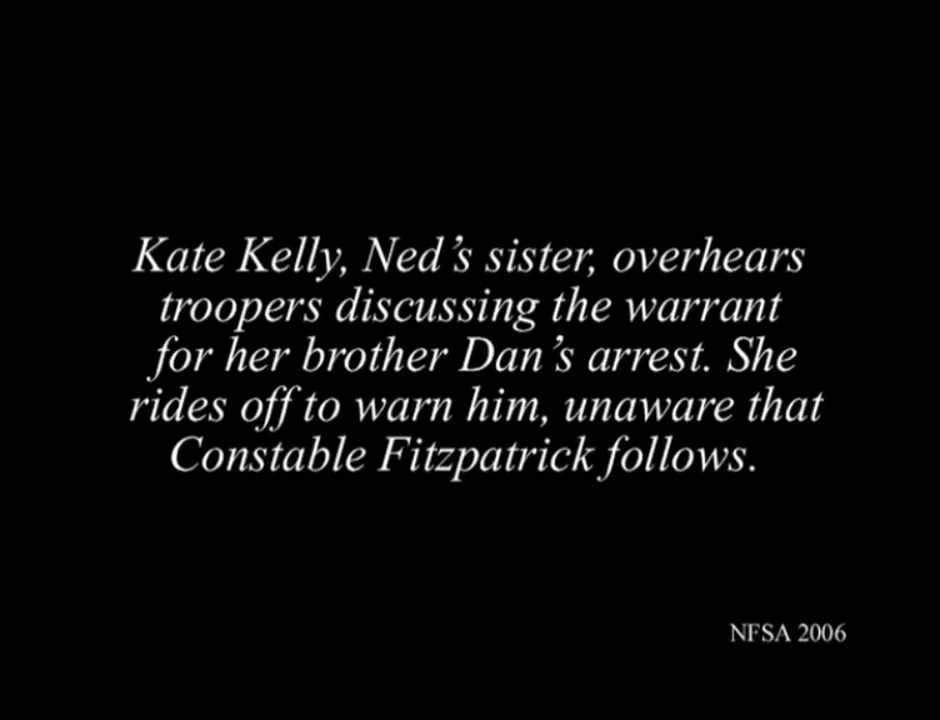 Kate Kelly, Ned’s sister, overhears
troopers discussing the warrant
for her brother Dan’s arrest. She
rides off to warn him, unaware that
Constable Fitzpatrick follows.
NFSA 2006